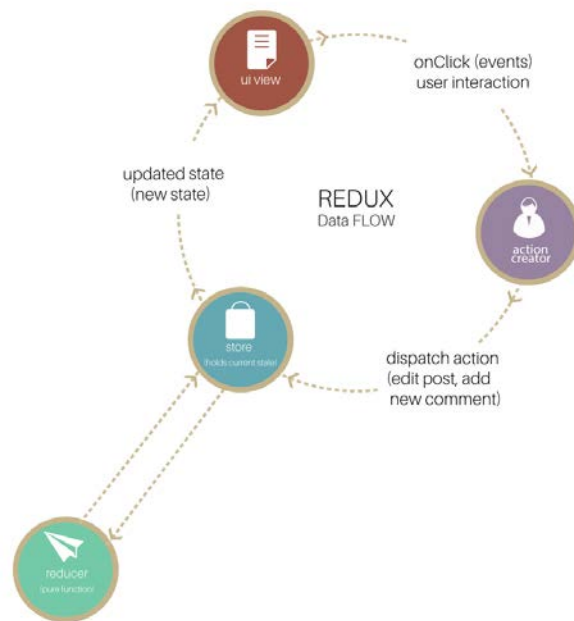 ui view
onClick (events)
user interaction
updated state
(new state)
REDUX
Data FLOW
action
creator
store
(holds current state)
dispatch action
(edit post, add
new comment)
reducer
(pure function)